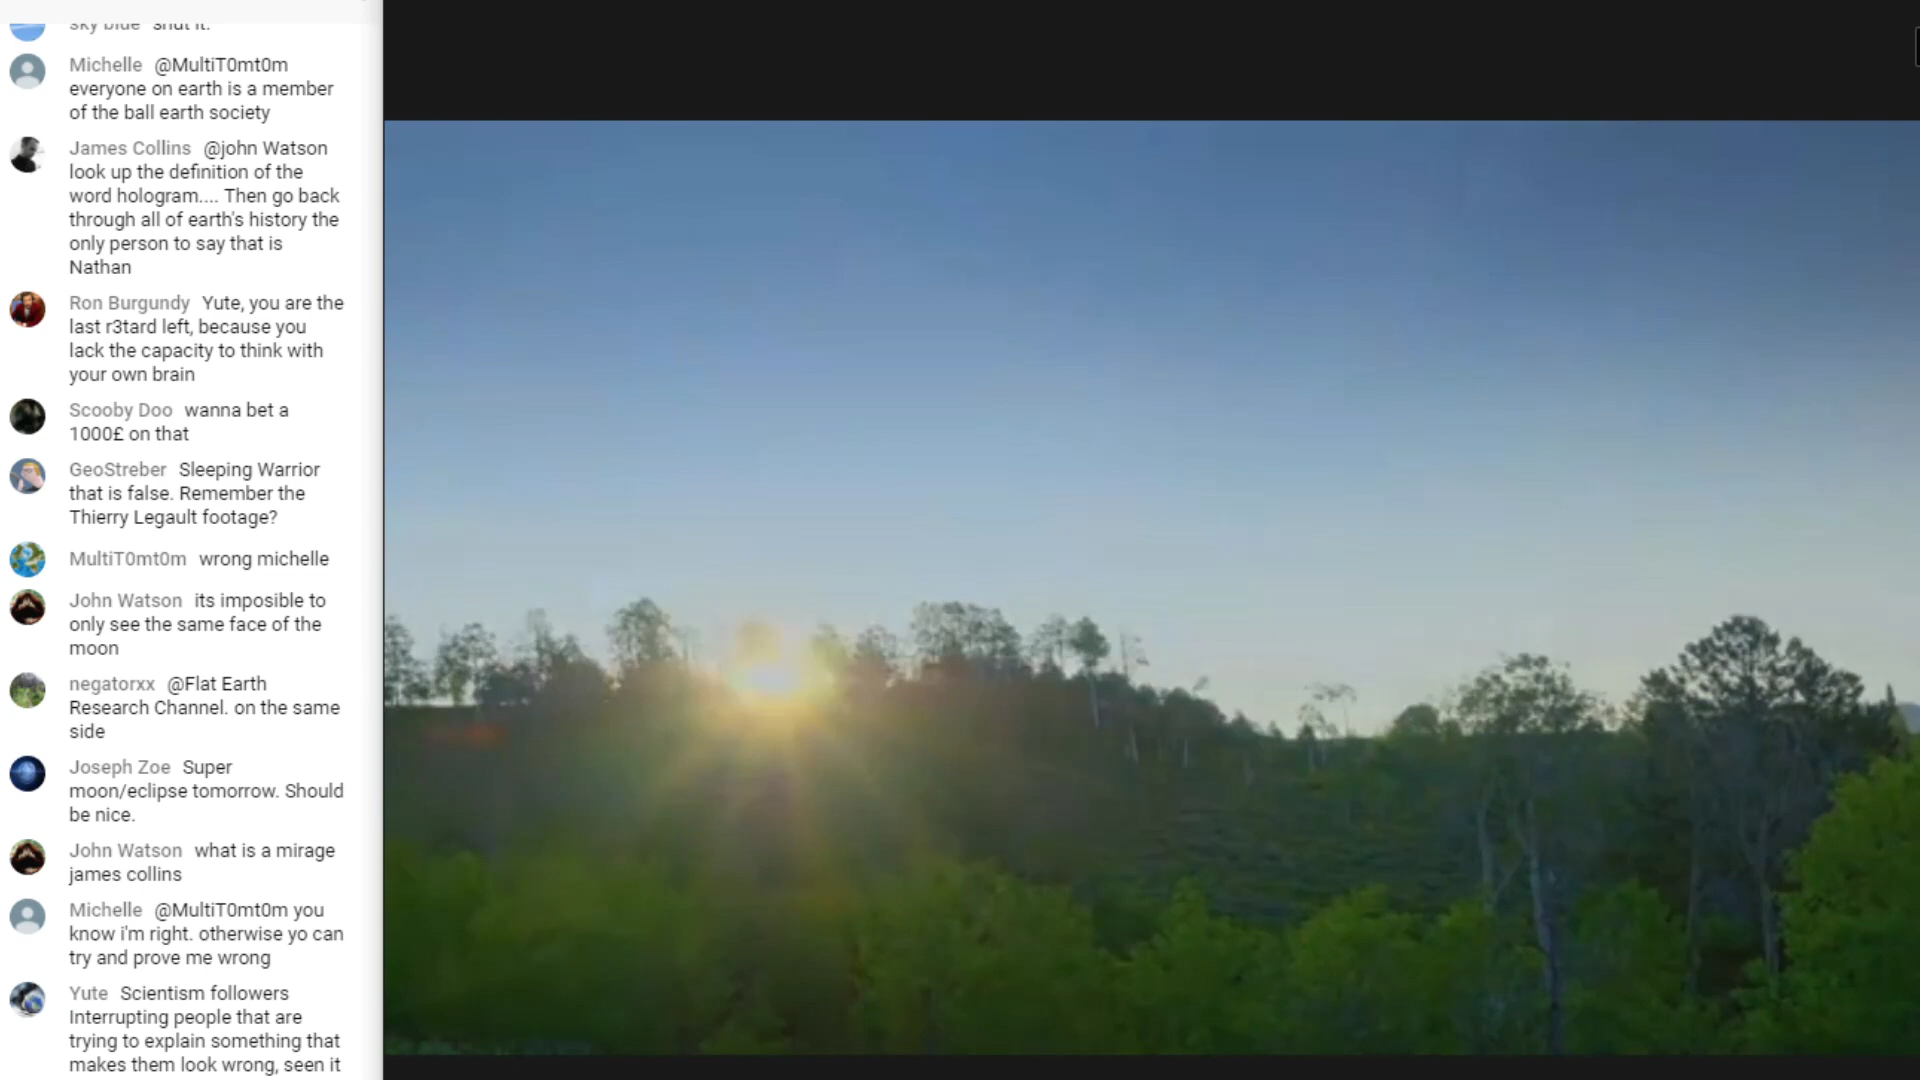 sky blue shut it.
Michelle @MultiT0mt0m
everyone on earth is a member
of the ball earth society
James Collins @john Watson
look up the definition of the
word hologram.... Then go back
through all of earth's history the
only person to say that is
Nathan
Ron Burgundy Yute, you are the
last r3tard left, because you
lack the capacity to think with
your own brain
Scooby Doo wanna bet a
1000£ on that
GeoStreber Sleeping Warrior
that is false. Remember the
Thierry Legault footage?
MultiT0mt0m wrong michelle
John Watson its imposible to
only see the same face of the
moon
negatorxx @Flat Earth
Research Channel. on the same
side
Joseph Zoe Super
moon/eclipse tomorrow. Should
be nice.
John Watson what is a mirage
james collins
Michelle @MultiT0mt0m you
know i'm right. otherwise yo can
try and prove me wrong
Yute Scientism followers
Interrupting people that are
trying to explain something that
makes them look wrong, seen it